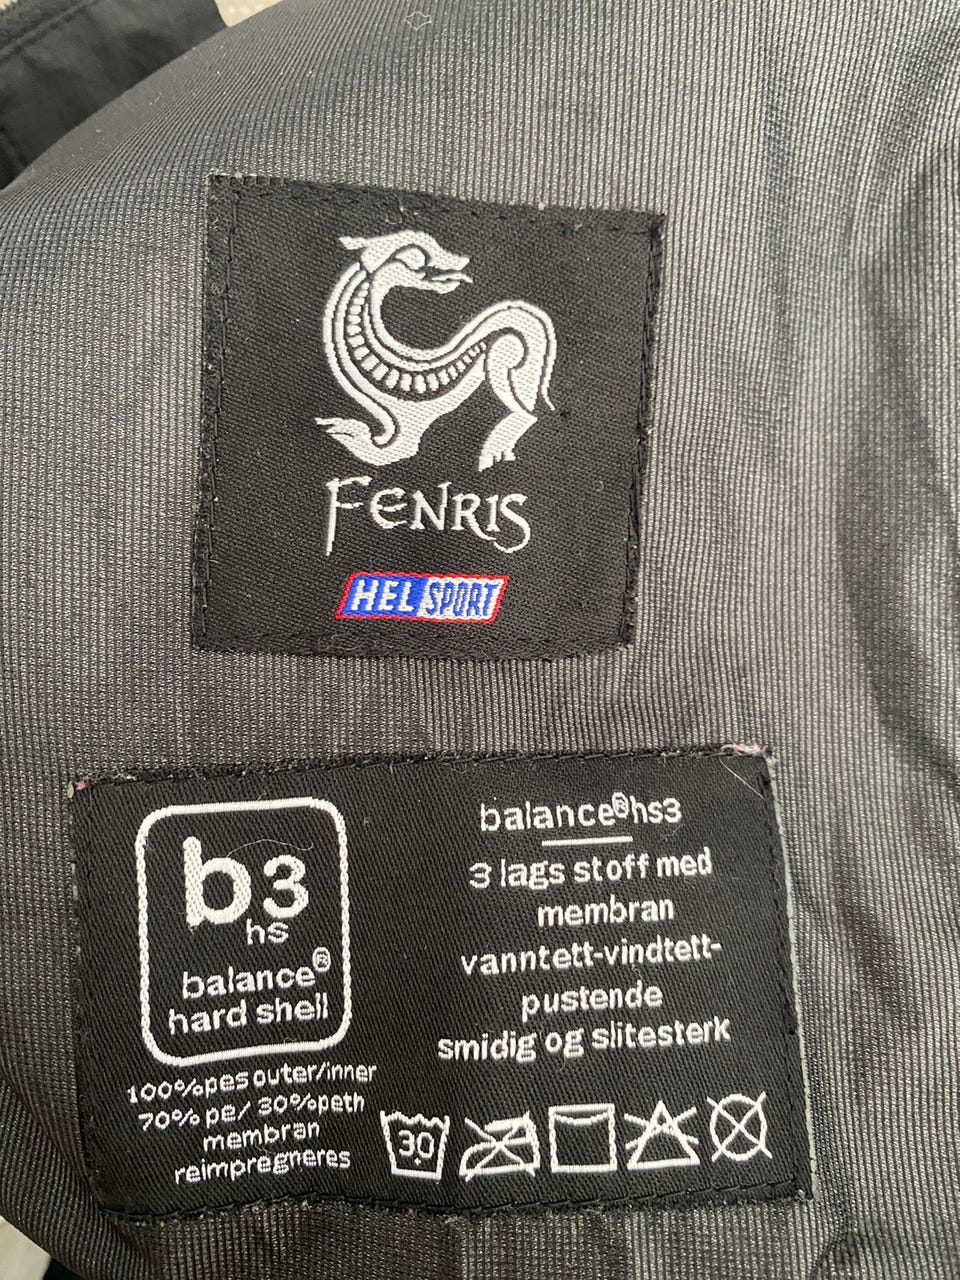 FENRIS
HELSPORT
b3
hs
balance®
hard shell
100%pes outer/inner
70% pe/ 30%peth
membran
reimpregneres
balance®hs3
3 lags stoff med
membran
vanntett-vindtett-
pustende
smidig og slitesterk
30